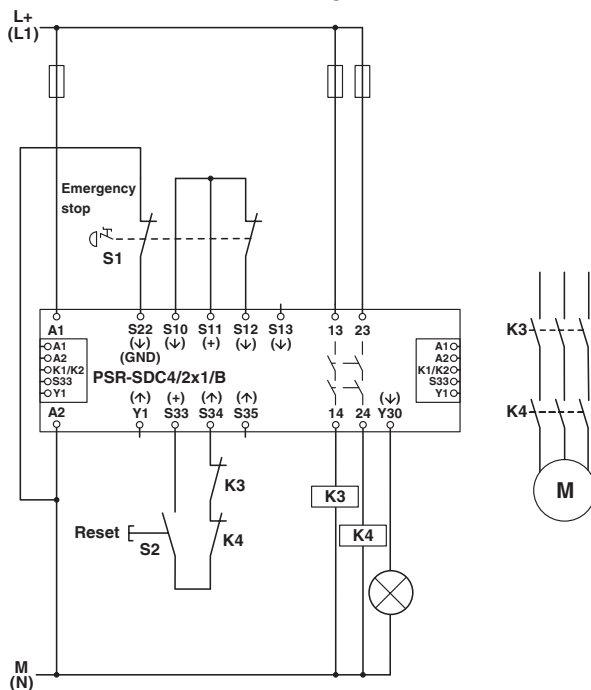 L+
(L1)
Emergency
stop
S1
A1 S22 S10 S11 S12 S13 13 23
(↓) (↓) (+) (↓) (↓)
(GND)
A1
A2
K1/K2
S33
Y1
A1
A2
K1/K2
S33
Y1
PSR-SDC4/2x1/B
(↑) (+) (↑) (↑) (↓)
A2 Y1 S33 S34 S35 14 24 Y30
K3
K4
Reset
S2
K3
K4
M
(N)
K3
K4
M